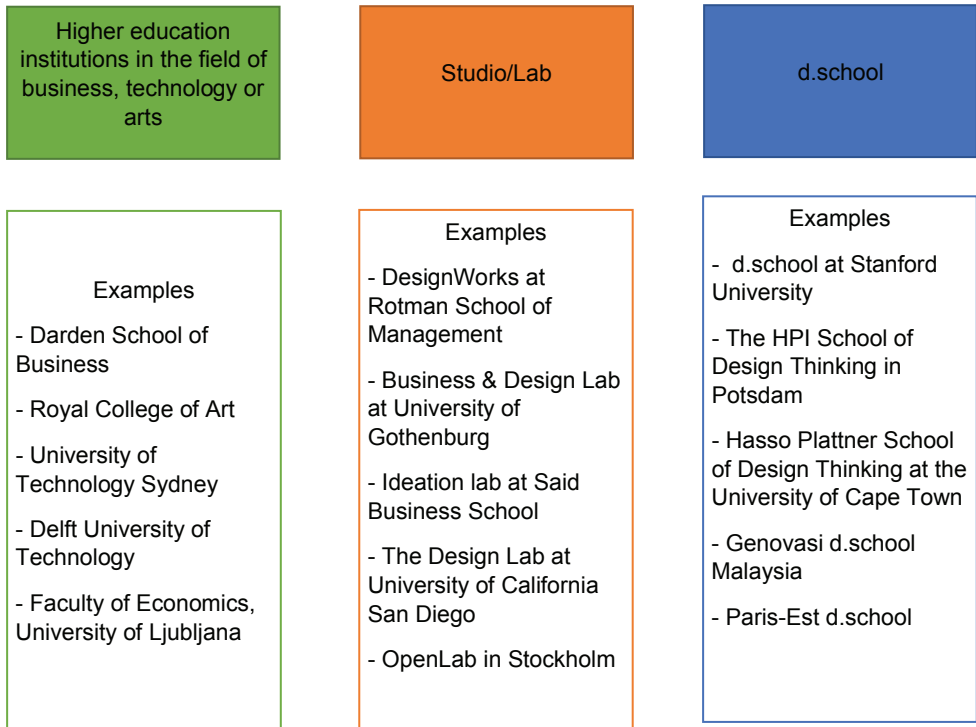 Higher education
institutions in the field of
business, technology or
arts
Studio/Lab
d.school
Examples
- Darden School of
Business
- Royal College of Art
- University of
Technology Sydney
- Delft University of
Technology
- Faculty of Economics,
University of Ljubljana
Examples
- DesignWorks at
Rotman School of
Management
- Business & Design Lab
at University of
Gothenburg
- Ideation lab at Said
Business School
- The Design Lab at
University of California
San Diego
- OpenLab in Stockholm
Examples
- d.school at Stanford
University
- The HPI School of
Design Thinking in
Potsdam
- Hasso Plattner School
of Design Thinking at the
University of Cape Town
- Genovasi d.school
Malaysia
- Paris-Est d.school